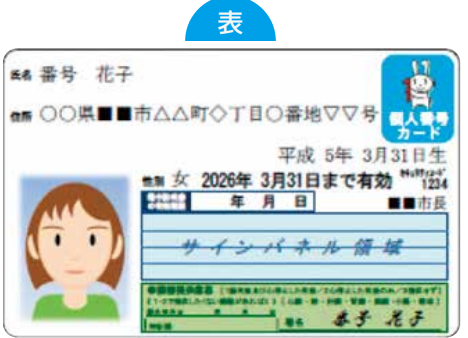 表
氏名 番号 花子
住所 ○○県■■市△△町◇丁目○番地▽▽号
個人番号
カード
平成 5年 3月31日生
性別 女 2026年 3月31日まで有効
1234
年 月 日
■■市長
サインパネル領域
署名 番号 花子